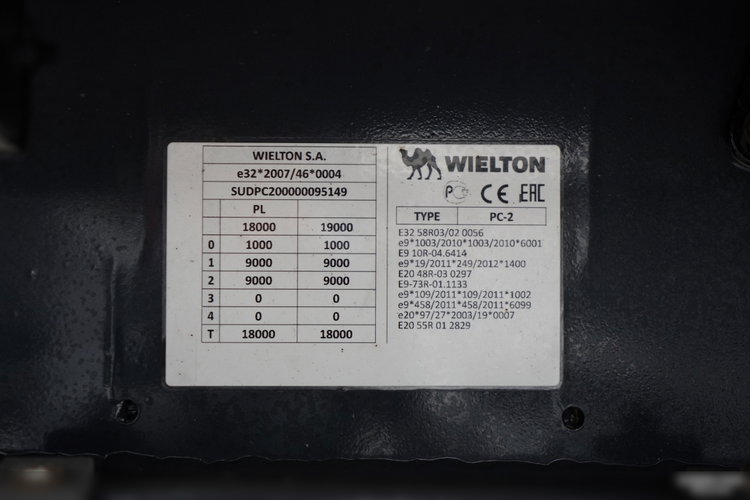 WIELTON S.A.
e32*2007/46*0004
SUDPC200000095149
PL
18000 19000
0 1000 1000
1 9000 9000
2 9000 9000
3 0 0
4 0 0
T 18000 18000
WIELTON
CE EAC
TYPE PC-2
E32 58R03/02 0056
e9*1003/2010*1003/2010*6001
E9 10R-04.6414
e9*19/2011*249/2012*1400
E20 48R-03 0297
E9-73R-01.1133
e9*109/2011*109/2011*1002
e9*458/2011*458/2011*6099
e20*97/27*2003/19*0007
E20 55R 01 2829